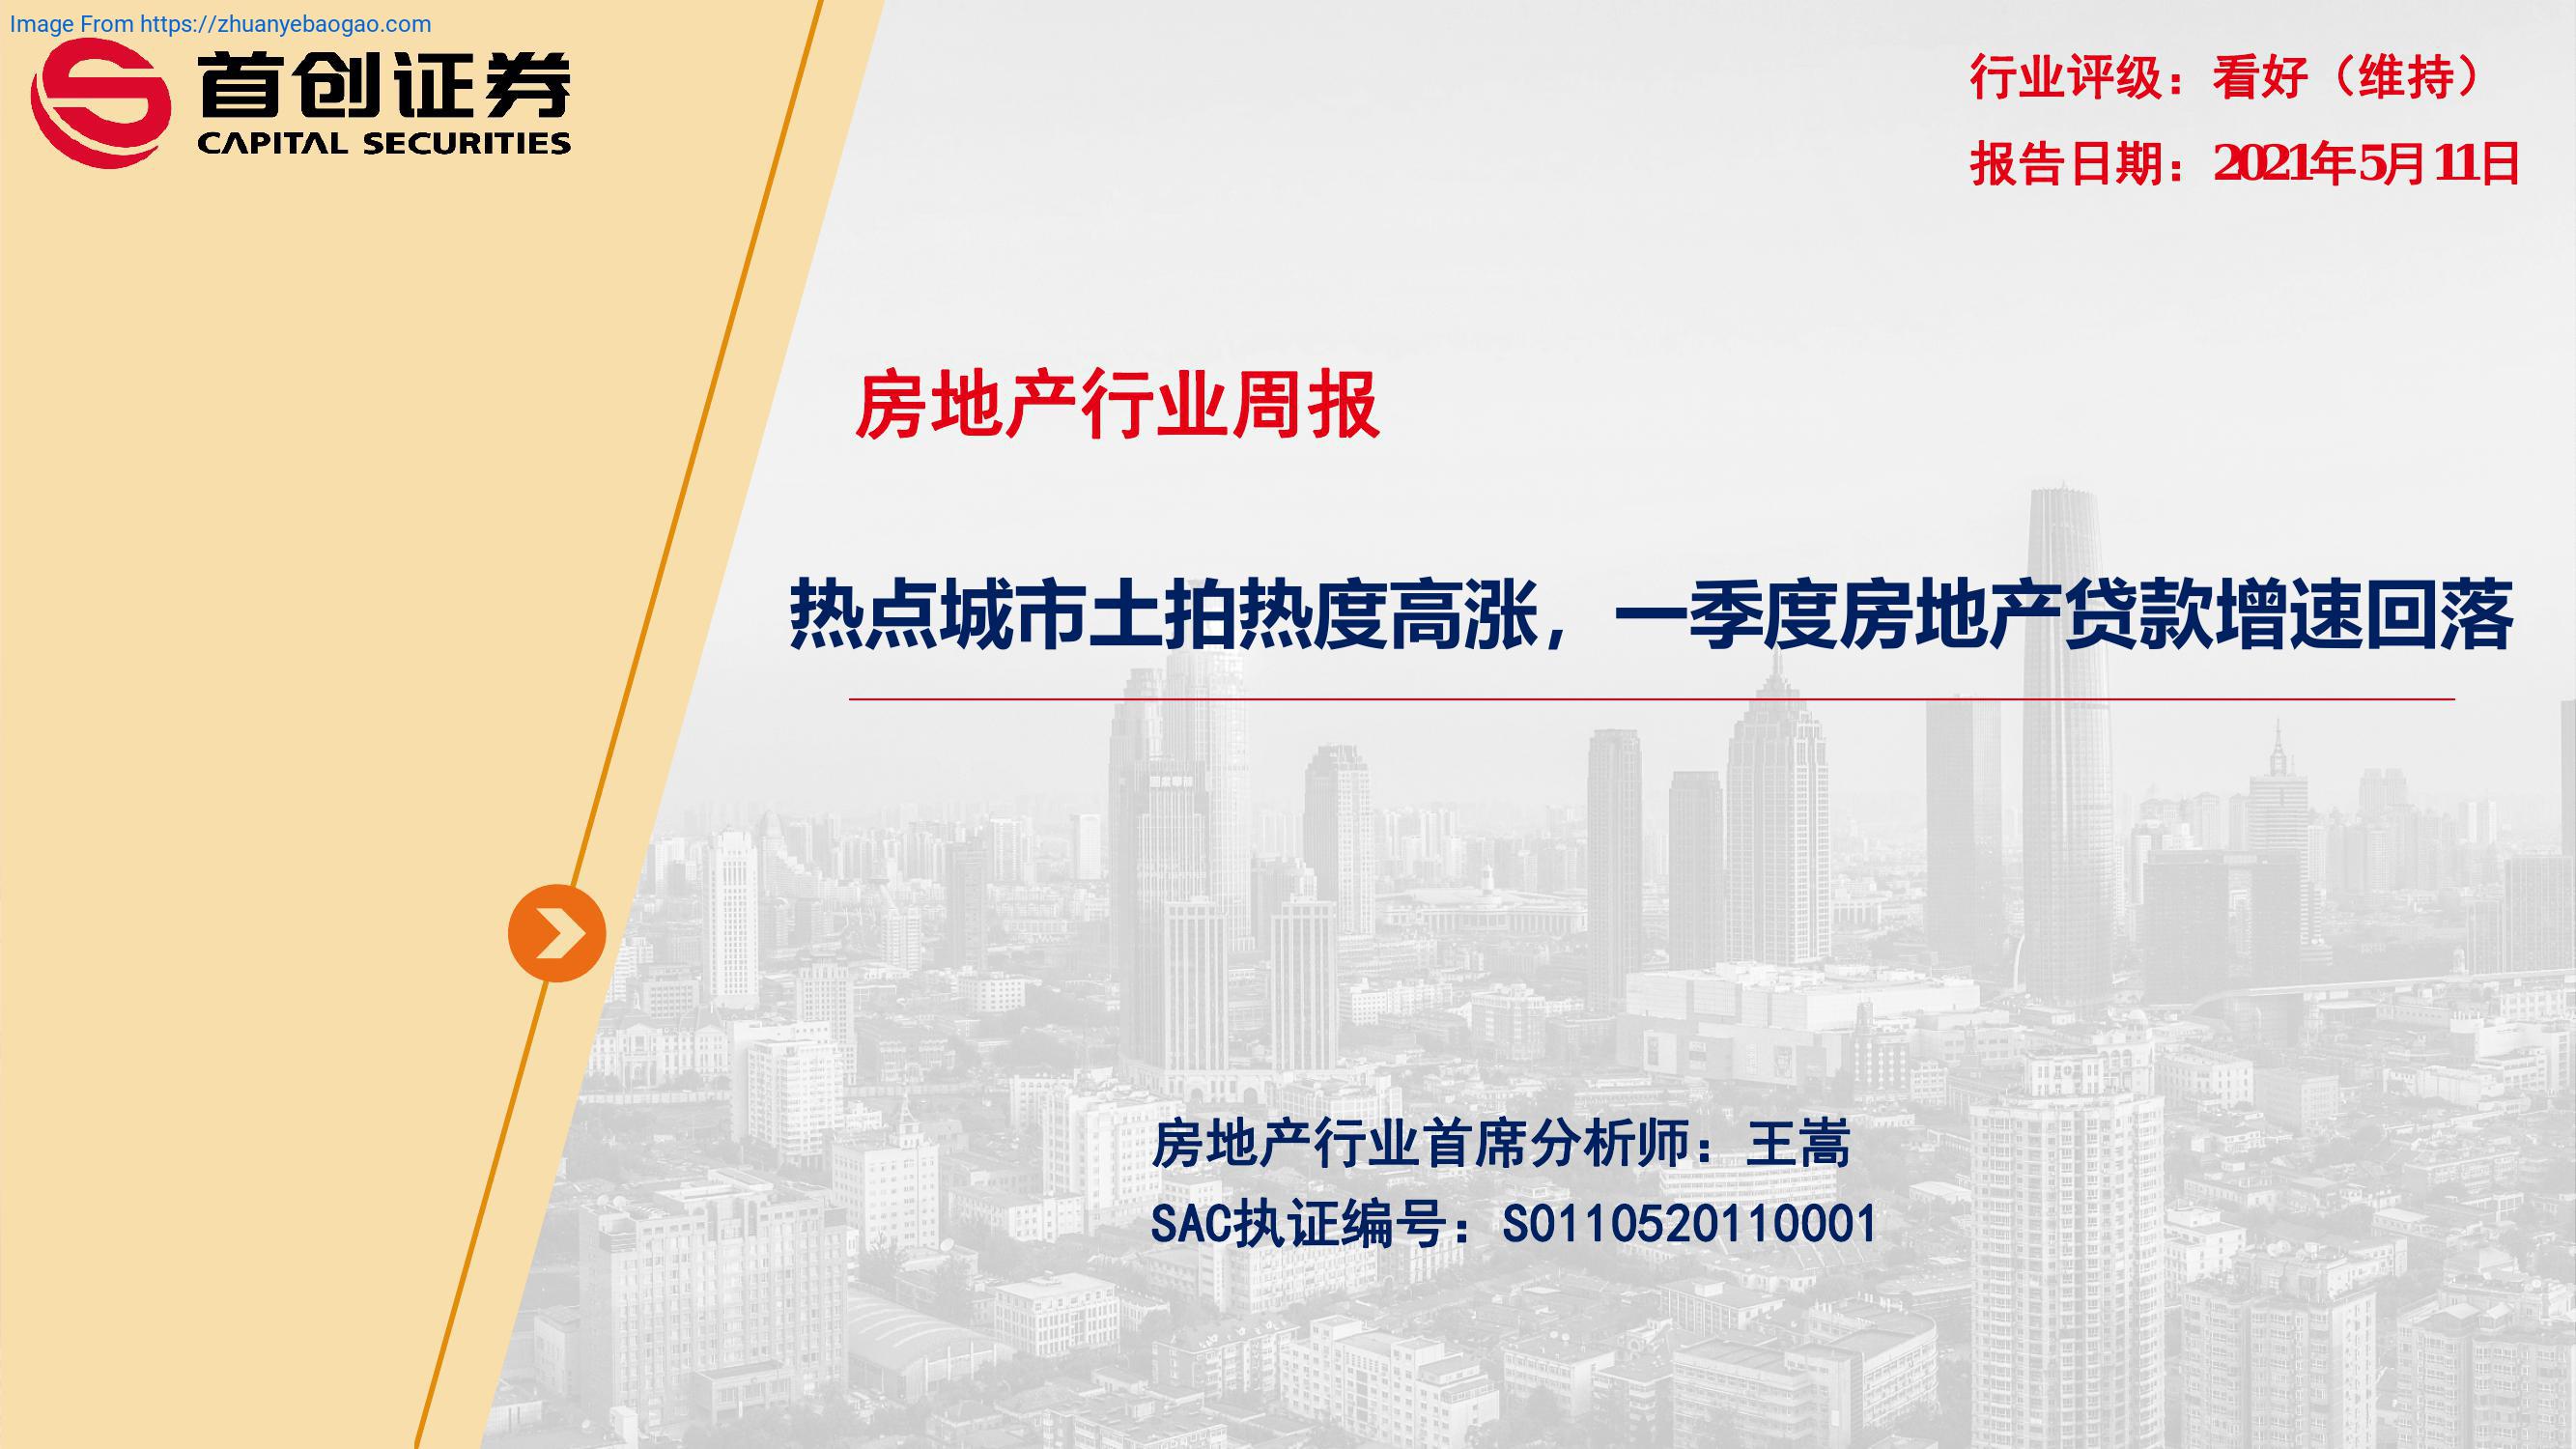 Image From https://zhuanyebaogao.com
首创证券
CAPITAL SECURITIES
行业评级：看好（维持）
报告日期：2021年5月11日
房地产行业周报
热点城市土拍热度高涨，一季度房地产贷款增速回落
房地产行业首席分析师：王嵩
SAC执证编号：S0110520110001